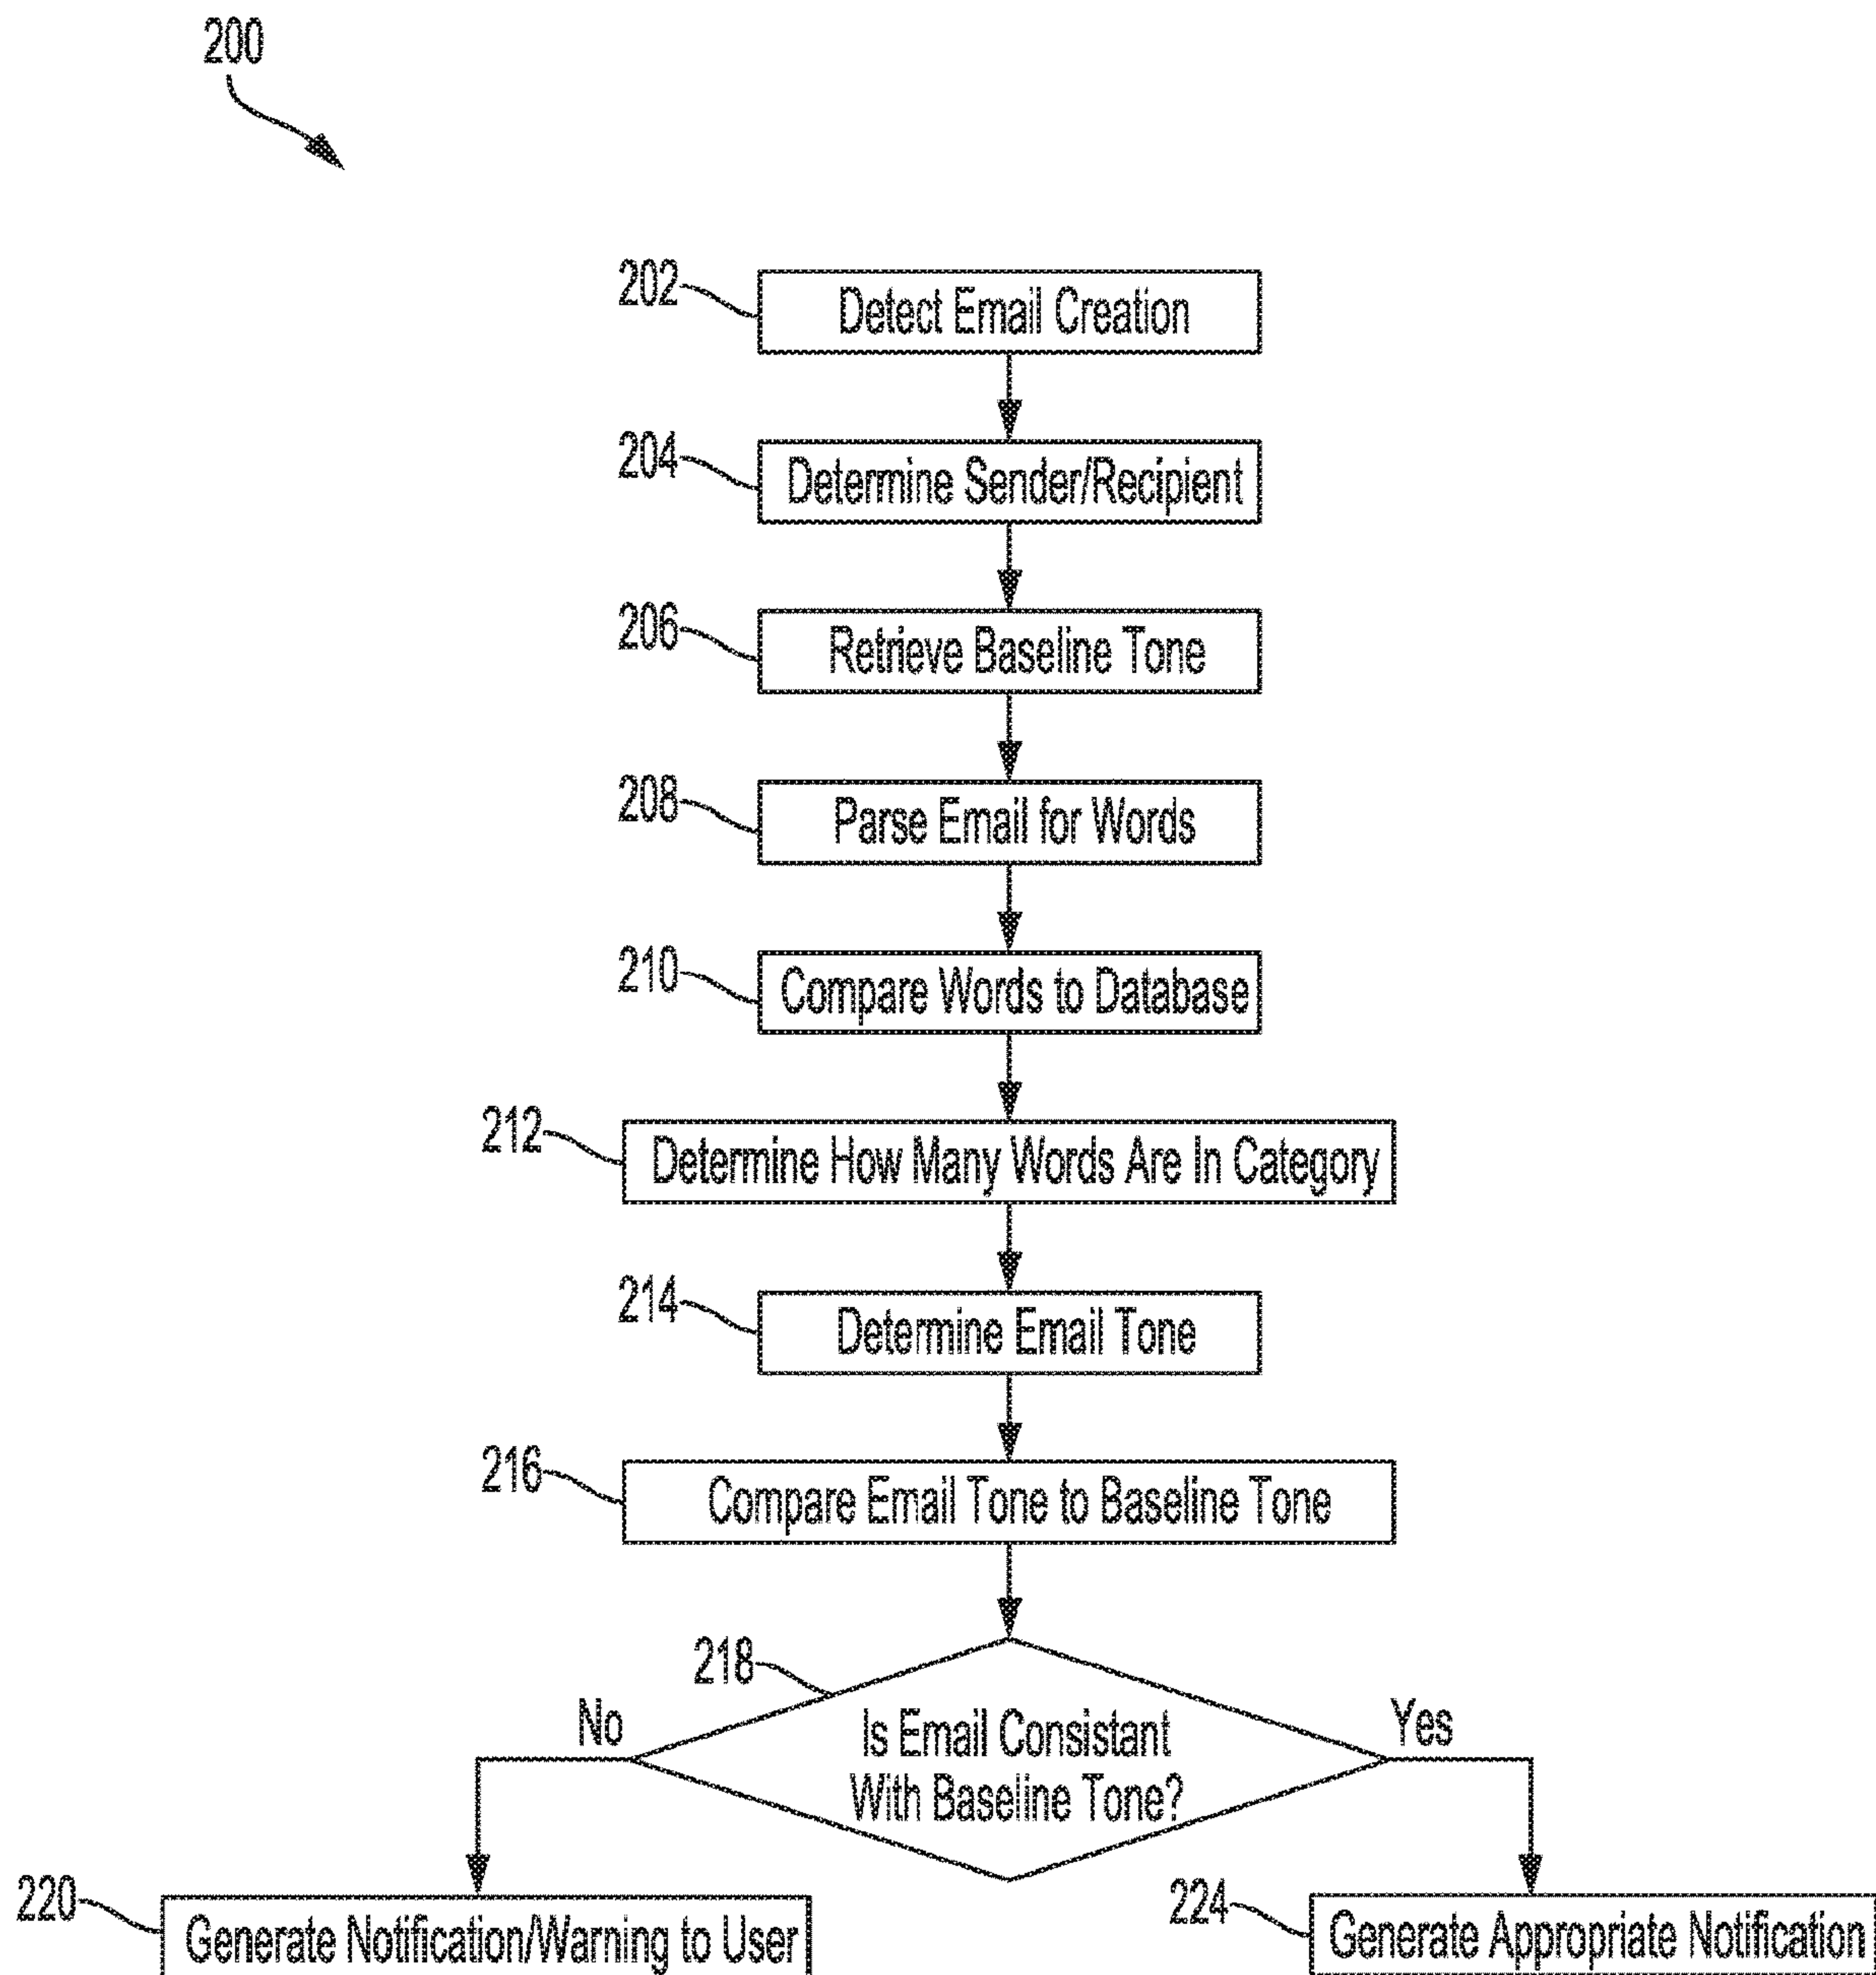 200
202
Detect Email Creation
204
Determine Sender/Recipient
206
Retrieve Baseline Tone
208
Parse Email for Words
210
Compare Words to Database
212
Determine How Many Words Are In Category
214
Determine Email Tone
216
Compare Email Tone to Baseline Tone
218
No
Is Email Consistant
With Baseline Tone?
Yes
220
Generate Notification/Warning to User
224
Generate Appropriate Notification